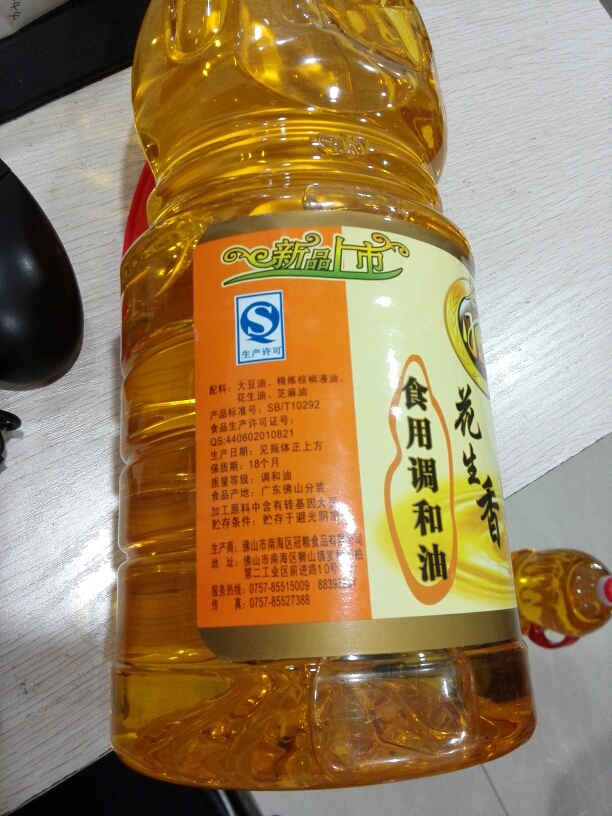 新品上市
生产许可
配料：大豆油、精炼棕榈液油、
花生油、芝麻油
产品标准号：SB/T10292
食品生产许可证号：
QS:440602010821
生产日期：见瓶体正上方
保质期：18个月
质量等级：调和油
食品产地：广东佛山分装
加工原料中含有转基因大
贮存条件：贮存于避光阴
生产商：佛山市南海区冠粮食品有
地 址：佛山市南海区狮山镇罗
第二工业区前进路10号
服务热线：0757-85515009 8839
传 真：0757-85527388
食用调和油
花生香